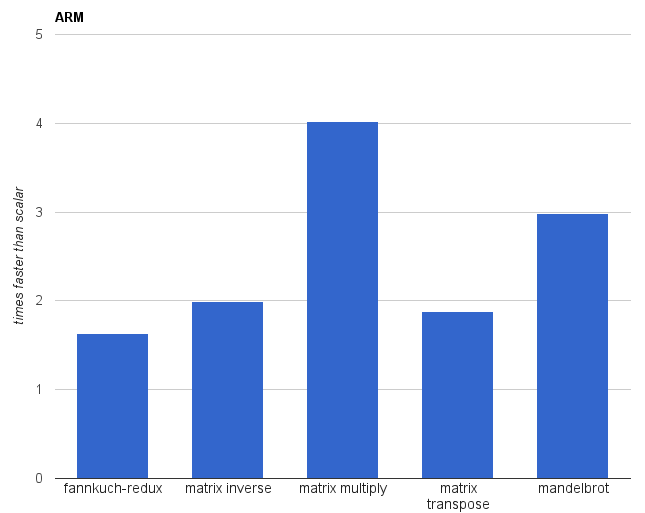 ARM
5
4
3
2
1
0
times faster than scalar
fannkuch-redux
matrix inverse
matrix multiply
matrix
transpose
mandelbrot